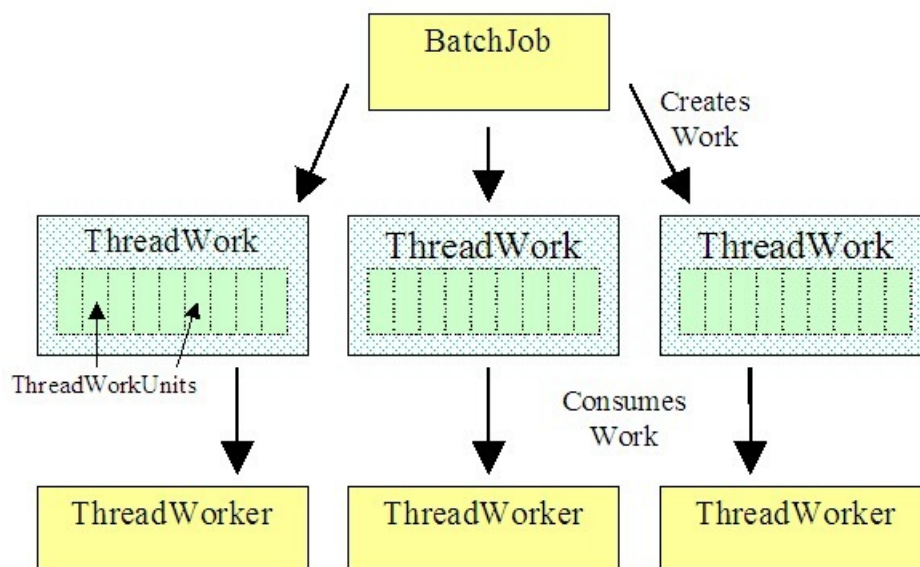 BatchJob
Creates
Work
ThreadWork
ThreadWork
ThreadWork
ThreadWorkUnits
Consumes
Work
ThreadWorker
ThreadWorker
ThreadWorker